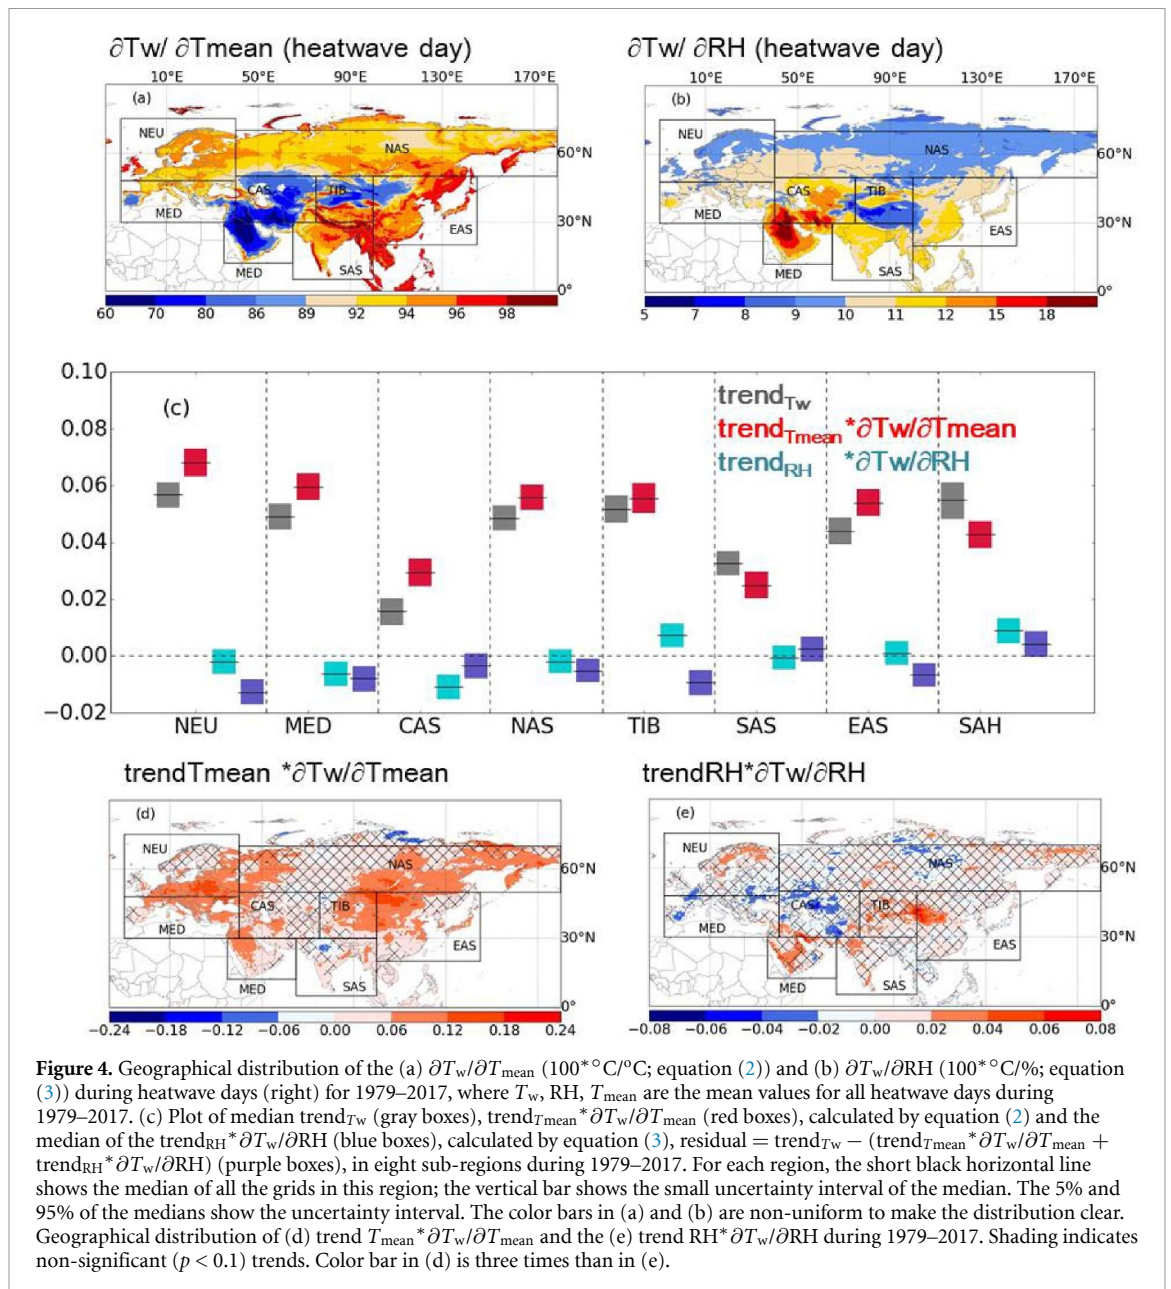 ∂Tw/ ∂Tmean (heatwave day)
∂Tw/ ∂RH (heatwave day)
10°E 50°E 90°E 130°E 170°E
(a)
NEU
NAS
60°N
CAS
TIB
MED
30°N
EAS
MED
SAS
0°
60 70 80 86 89 92 94 96 98
10°E 50°E 90°E 130°E 170°E
(b)
NEU
NAS
60°N
CAS
TIB
MED
30°N
EAS
MED
SAS
0°
5 7 8 9 10 11 12 15 18
(c)
trend_Tw
trend_Tmean *∂Tw/∂Tmean
trend_RH *∂Tw/∂RH
0.10
0.08
0.06
0.04
0.02
0.00
−0.02
NEU MED CAS NAS TIB SAS EAS SAH
trendTmean *∂Tw/∂Tmean
trendRH*∂Tw/∂RH
(d)
NEU
NAS
60°N
CAS
TIB
MED
EAS
30°N
MED
SAS
0°
−0.24 −0.18 −0.12 −0.06 0.00 0.06 0.12 0.18 0.24
(e)
NEU
NAS
60°N
CAS
TIB
MED
EAS
30°N
MED
SAS
0°
−0.08 −0.06 −0.04 −0.02 0.00 0.02 0.04 0.06 0.08
Figure 4. Geographical distribution of the (a) ∂Tw/∂Tmean (100*°C/ºC; equation (2)) and (b) ∂Tw/∂RH (100*°C/%; equation
(3)) during heatwave days (right) for 1979–2017, where Tw, RH, Tmean are the mean values for all heatwave days during
1979–2017. (c) Plot of median trendTw (gray boxes), trendTmean*∂Tw/∂Tmean (red boxes), calculated by equation (2) and the
median of the trendRH*∂Tw/∂RH (blue boxes), calculated by equation (3), residual = trendTw − (trendTmean*∂Tw/∂Tmean +
trendRH*∂Tw/∂RH) (purple boxes), in eight sub-regions during 1979–2017. For each region, the short black horizontal line
shows the median of all the grids in this region; the vertical bar shows the small uncertainty interval of the median. The 5% and
95% of the medians show the uncertainty interval. The color bars in (a) and (b) are non-uniform to make the distribution clear.
Geographical distribution of (d) trend Tmean*∂Tw/∂Tmean and the (e) trend RH*∂Tw/∂RH during 1979–2017. Shading indicates
non-significant (p < 0.1) trends. Color bar in (d) is three times than in (e).